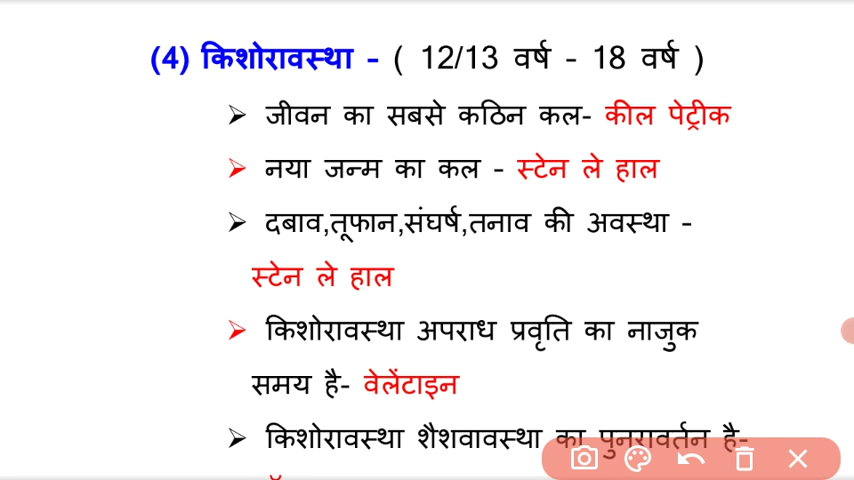 (4) किशोरावस्था - ( 12/13 वर्ष - 18 वर्ष )
➢ जीवन का सबसे कठिन कल- कील पेट्रीक
➢ नया जन्म का कल - स्टेन ले हाल
➢ दबाव,तूफान,संघर्ष,तनाव की अवस्था -
स्टेन ले हाल
➢ किशोरावस्था अपराध प्रवृति का नाजुक
समय है- वेलेंटाइन
➢ किशोरावस्था शैशवावस्था का पुनरावर्तन है-